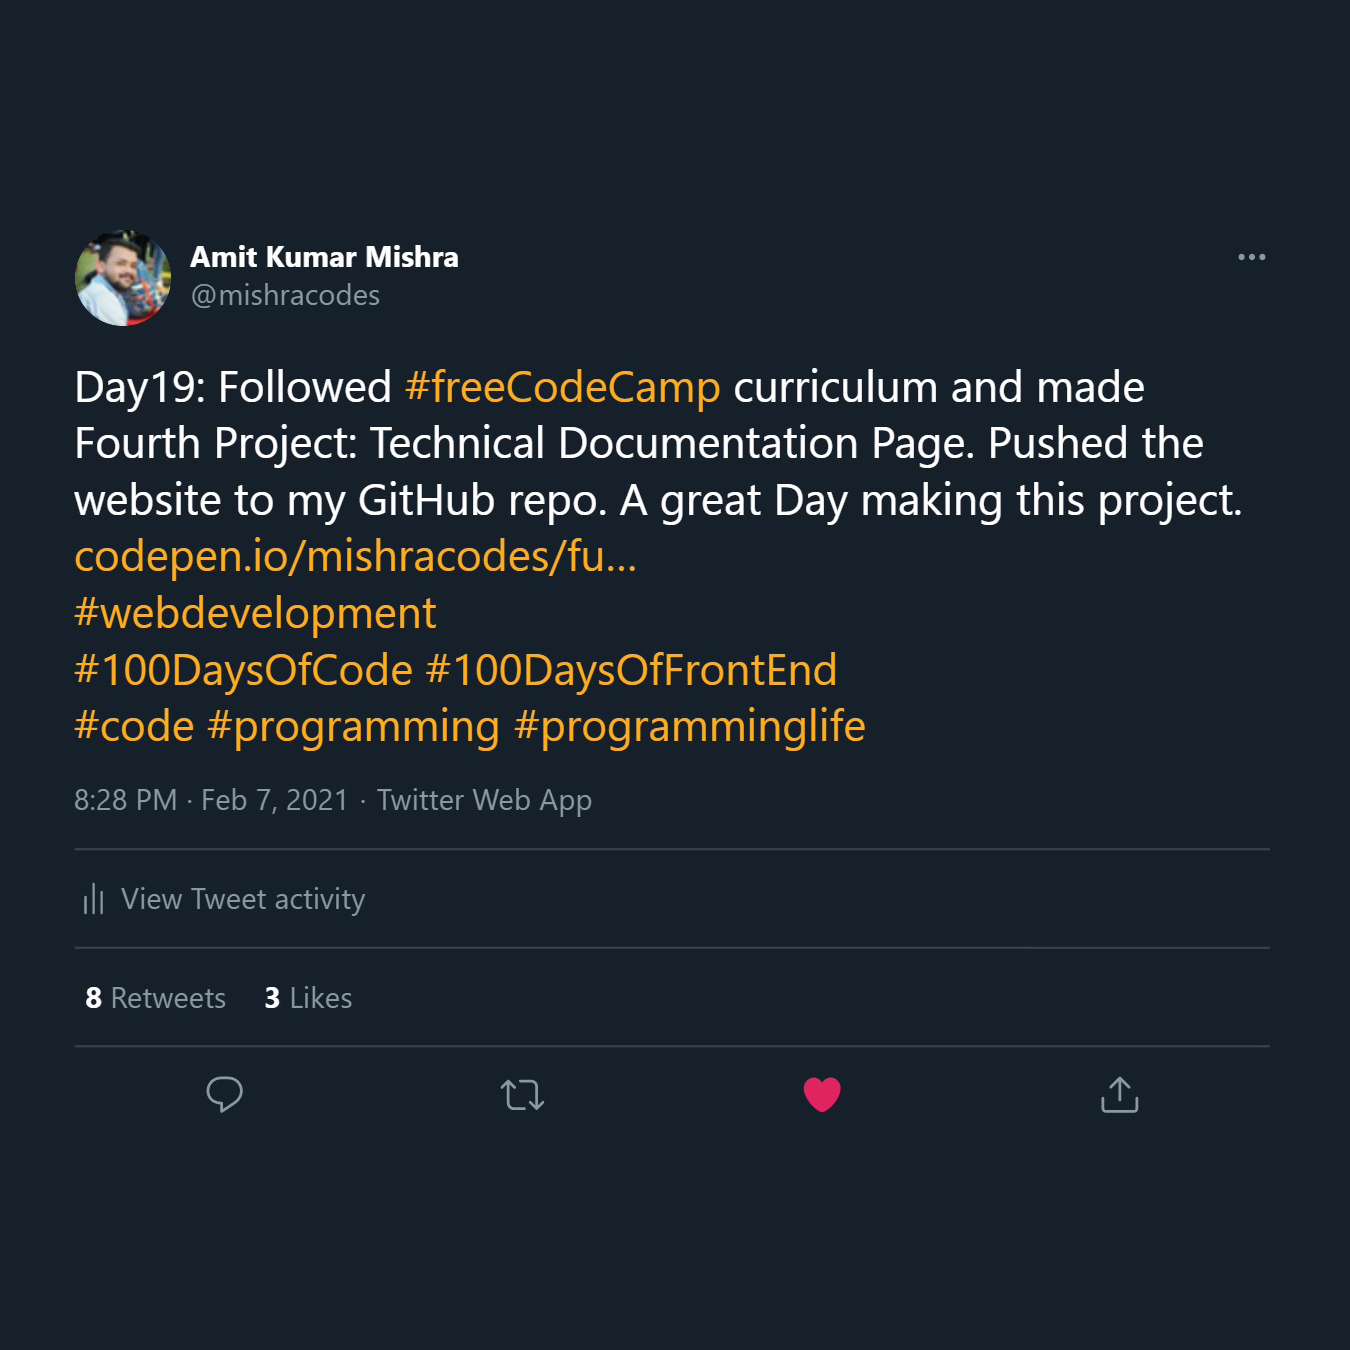 Amit Kumar Mishra
@mishracodes
Day19: Followed #freeCodeCamp curriculum and made
Fourth Project: Technical Documentation Page. Pushed the
website to my GitHub repo. A great Day making this project.
codepen.io/mishracodes/fu...
#webdevelopment
#100DaysOfCode #100DaysOfFrontEnd
#code #programming #programminglife
8:28 PM · Feb 7, 2021 · Twitter Web App
View Tweet activity
8 Retweets 3 Likes